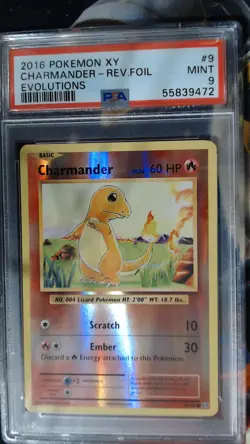 2016 POKEMON XY #9
CHARMANDER - REV.FOIL MINT
EVOLUTIONS 9
PSA 55839472
BASIC
Charmander 60 HP
NO. 004 Lizard Pokémon HT: 2'00" WT: 18.7 lbs.
Scratch 10
Ember 30
Discard a Energy attached to this Pokémon.